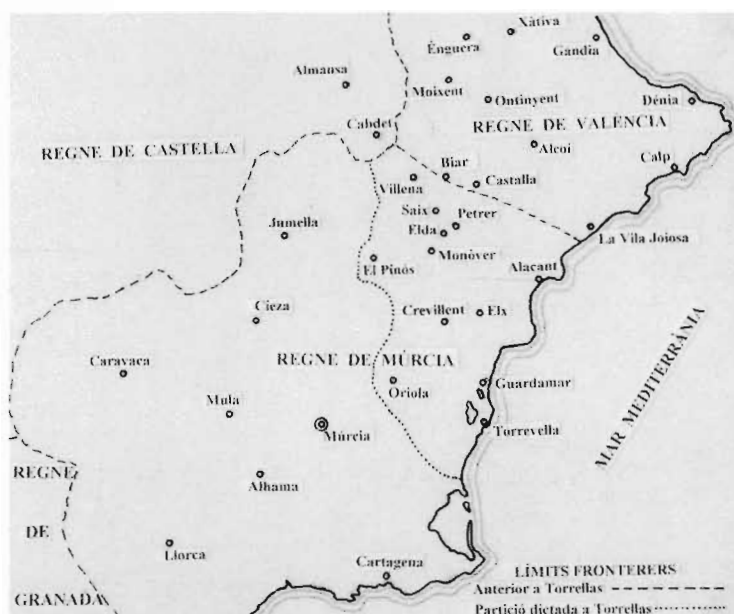 Xàtiva
Ènguera
Gandia
Almansa
Moixent
Ontinyent
Dénia
Cabdet
REGNE DE VALÈNCIA
REGNE DE CASTELLA
Alcoi
Biar
Calp
Villena
Castalla
Saix
Petrer
Jumella
Elda
La Vila Joiosa
Monòver
El Pinós
Alacant
Cieza
Crevillent
Elx
REGNE DE MÚRCIA
Caravaca
Oriola
Guardamar
Mula
Múrcia
Torrevella
MAR MEDITERRÀNIA
REGNE
Alhama
DE
Llorca
Cartagena
GRANADA
LÍMITS FRONTERERS
Anterior a Torrellas
Partició dictada a Torrellas